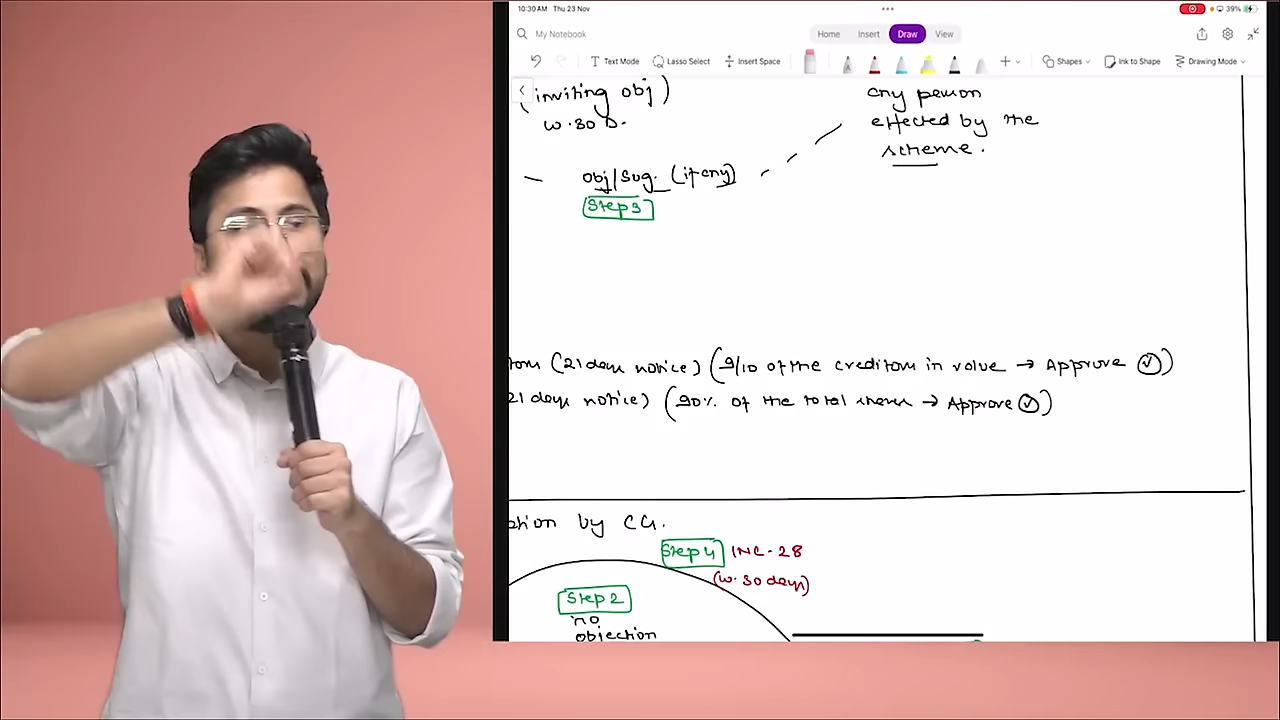 10:30 AM Thu 23 Nov
39%
My Notebook
Home Insert Draw View
Text Mode Lasso Select Insert Space Shapes Ink to Shape Drawing Mode
(inviting obj)
w.30 D.
any person
effected by the
scheme.
obj/sug. (if any)
Step 3
(21 days notice) (9/10 of the creditors in value → Approve ✓)
21 days notice) (90% of the total shares → Approve ✓)
by CG.
Step 4 INC-28
(w.30 days)
Step 2
no
objection